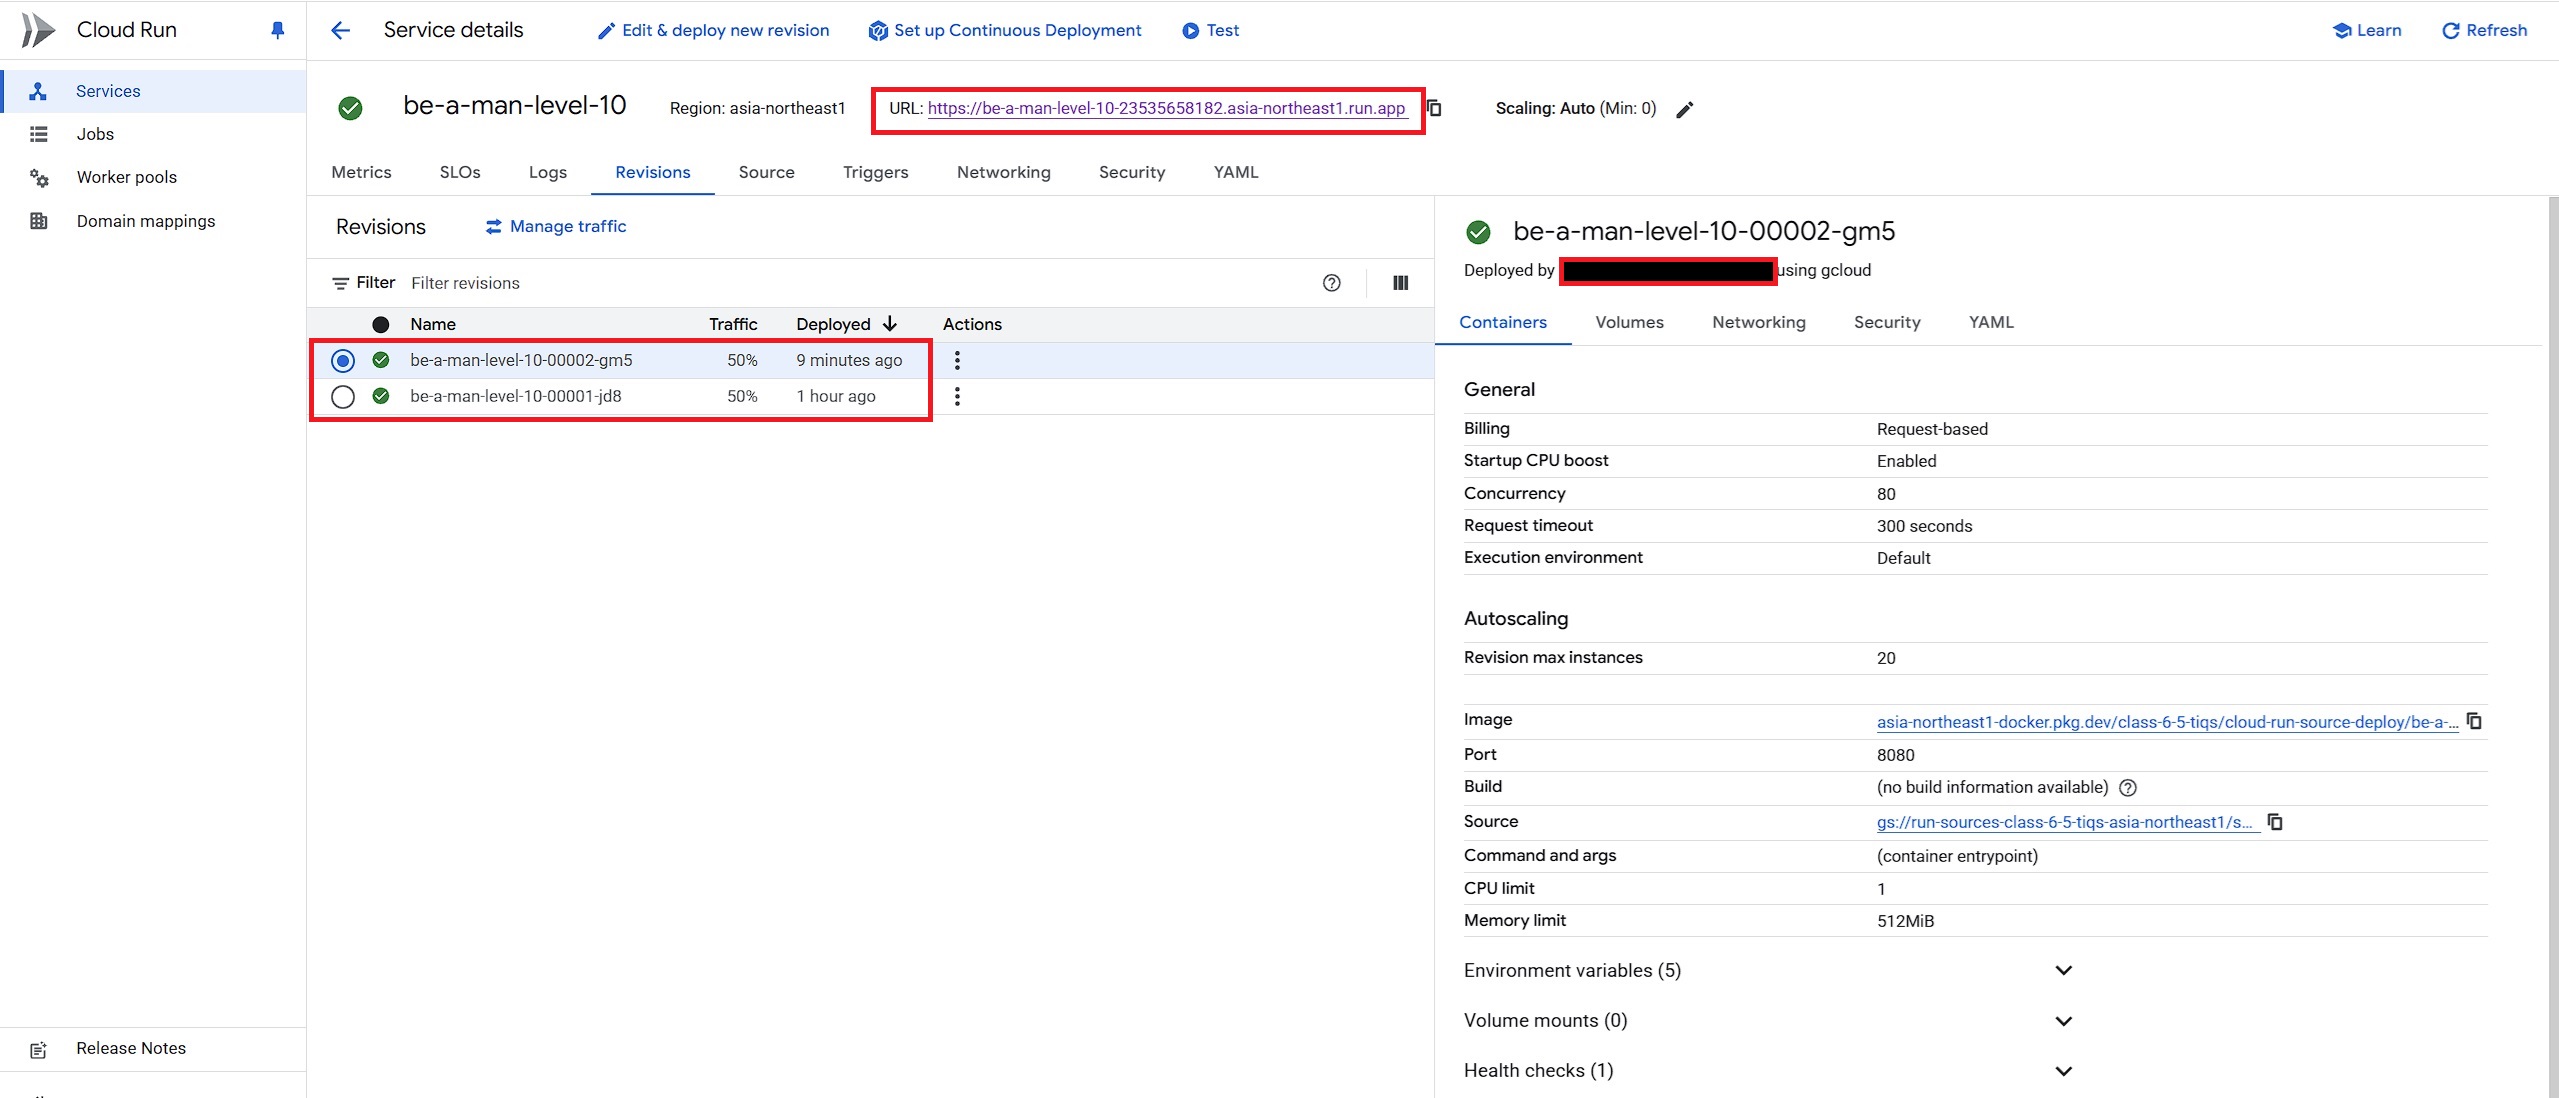 Cloud Run
Services
Jobs
Worker pools
Domain mappings
Release Notes
Service details
Edit & deploy new revision
Set up Continuous Deployment
Test
Learn
Refresh
be-a-man-level-10
Region: asia-northeast1
URL: https://be-a-man-level-10-23535658182.asia-northeast1.run.app
Scaling: Auto (Min: 0)
Metrics SLOs Logs Revisions Source Triggers Networking Security YAML
Revisions
Manage traffic
Filter Filter revisions
Name Traffic Deployed Actions
be-a-man-level-10-00002-gm5 50% 9 minutes ago
be-a-man-level-10-00001-jd8 50% 1 hour ago
be-a-man-level-10-00002-gm5
Deployed by using gcloud
Containers Volumes Networking Security YAML
General
Billing Request-based
Startup CPU boost Enabled
Concurrency 80
Request timeout 300 seconds
Execution environment Default
Autoscaling
Revision max instances 20
Image asia-northeast1-docker.pkg.dev/class-6-5-tiqs/cloud-run-source-deploy/be-a-...
Port 8080
Build (no build information available)
Source gs://run-sources-class-6-5-tiqs-asia-northeast1/s...
Command and args (container entrypoint)
CPU limit 1
Memory limit 512MiB
Environment variables (5)
Volume mounts (0)
Health checks (1)